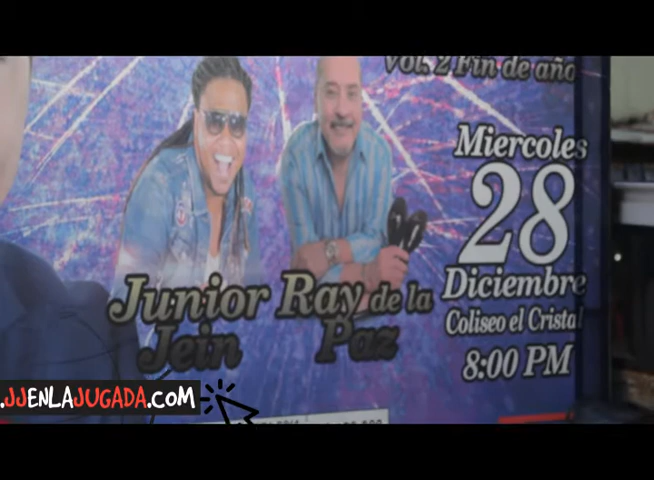 Vol. 2 Fin de año
Miercoles
28
Diciembre
Coliseo el Cristal
8:00 PM
Junior
Jein
Ray de la
Paz
.JJENLAJUGADA.COM